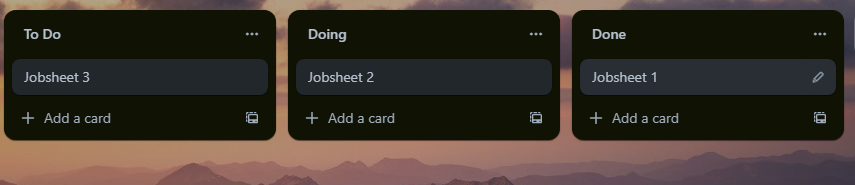 To Do
Jobsheet 3
Add a card
Doing
Jobsheet 2
Add a card
Done
Jobsheet 1
Add a card